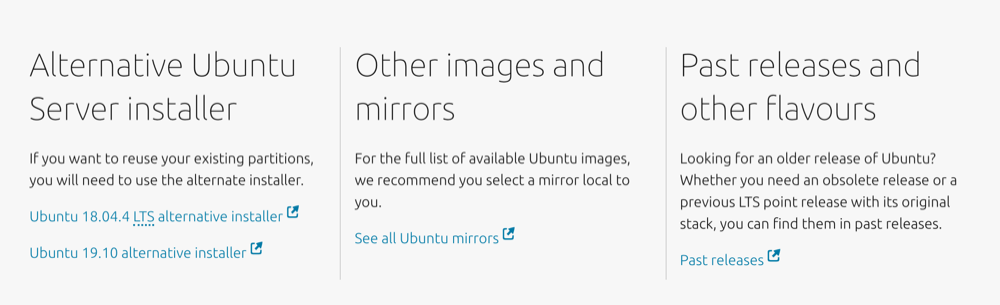 Alternative Ubuntu
Server installer
If you want to reuse your existing partitions,
you will need to use the alternate installer.
Ubuntu 18.04.4 LTS alternative installer
Ubuntu 19.10 alternative installer
Other images and
mirrors
For the full list of available Ubuntu images,
we recommend you select a mirror local to
you.
See all Ubuntu mirrors
Past releases and
other flavours
Looking for an older release of Ubuntu?
Whether you need an obsolete release or a
previous LTS point release with its original
stack, you can find them in past releases.
Past releases